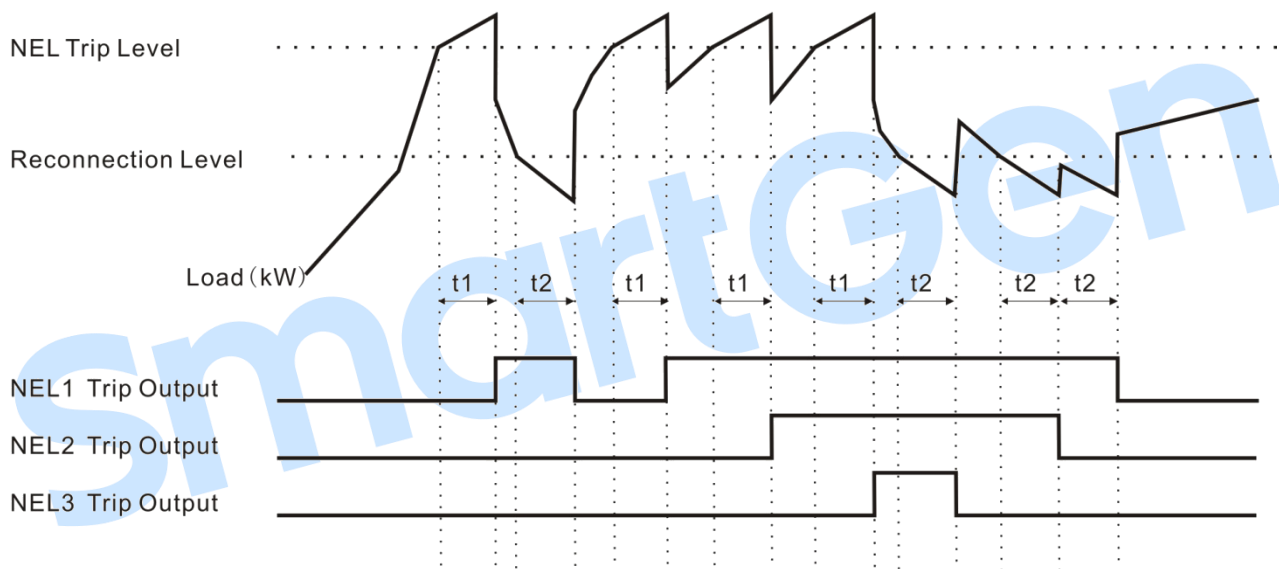 NEL Trip Level
Reconnection Level
Load(kW)
t1 t2 t1 t1 t1 t2 t2 t2
NEL1 Trip Output
NEL2 Trip Output
NEL3 Trip Output
smartGen